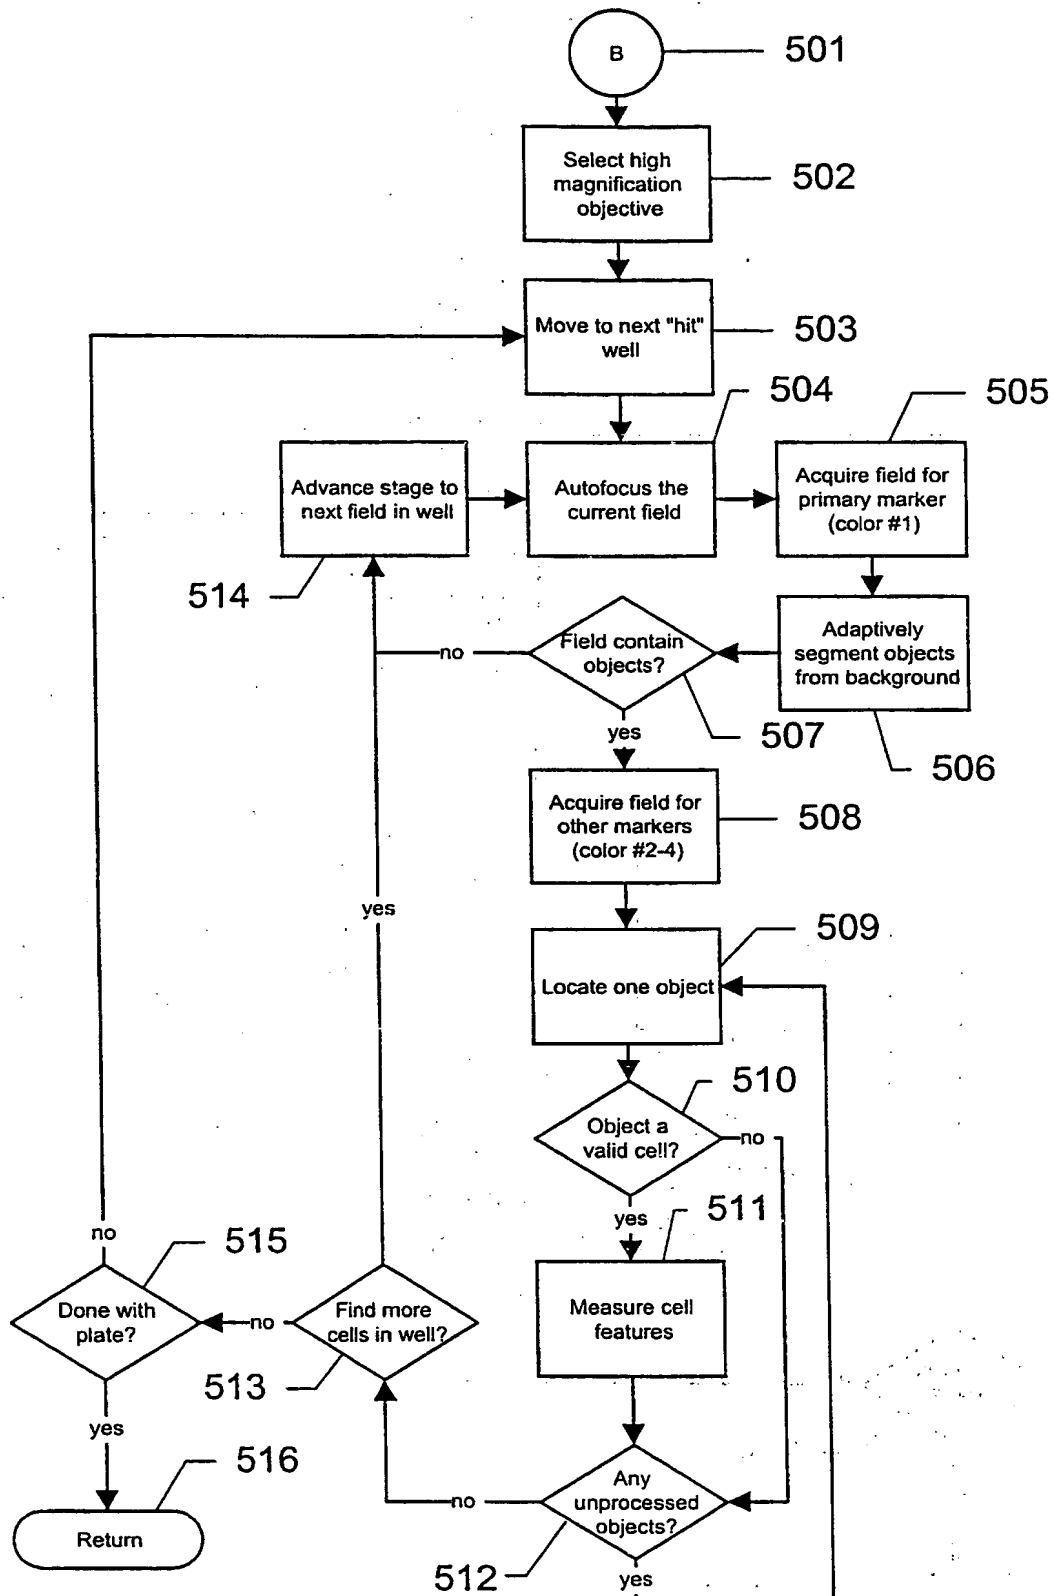 B
501
Select high
magnification
objective
502
Move to next "hit"
well
503
504
505
Advance stage to
next field in well
Autofocus the
current field
Acquire field for
primary marker
(color #1)
514
Field contain
objects?
no
Adaptively
segment objects
from background
yes
507
506
Acquire field for
other markers
(color #2-4)
508
yes
509
Locate one object
510
Object a
valid cell?
no
yes
511
no
515
Done with
plate?
no
Find more
cells in well?
Measure cell
features
513
yes
516
Any
unprocessed
objects?
no
Return
512
yes